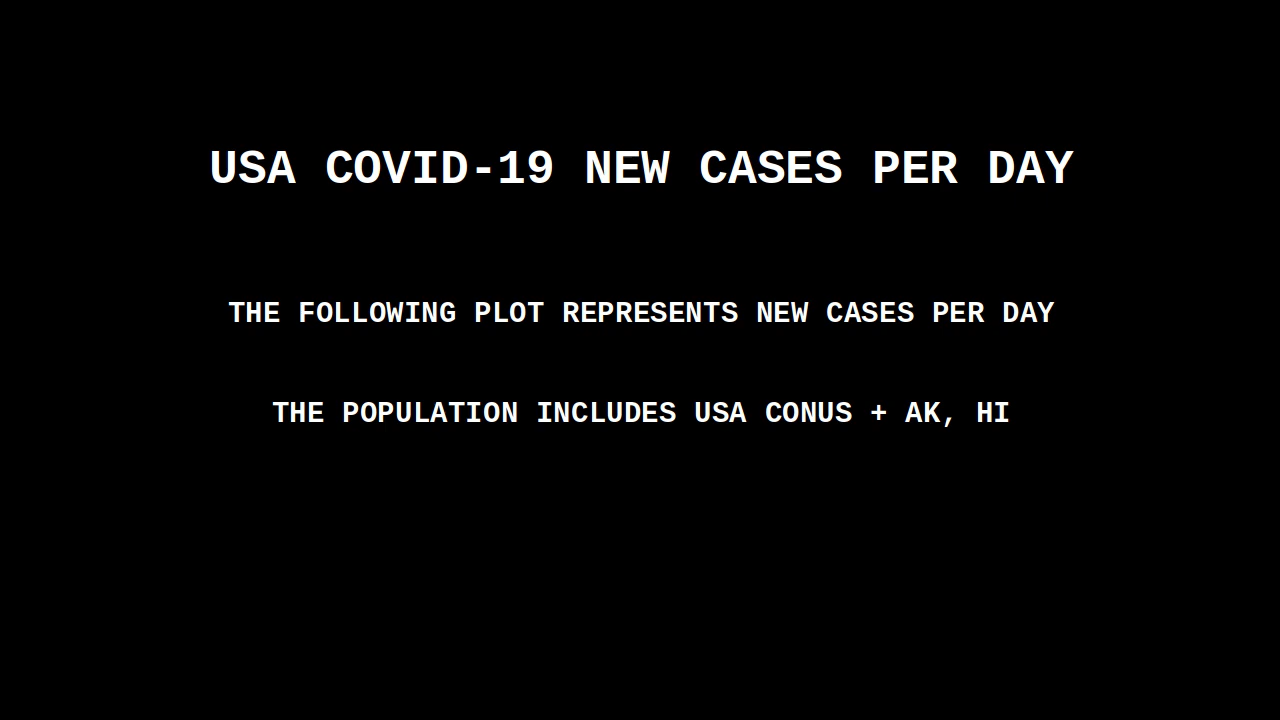 USA COVID-19 NEW CASES PER DAY
THE FOLLOWING PLOT REPRESENTS NEW CASES PER DAY
THE POPULATION INCLUDES USA CONUS + AK, HI